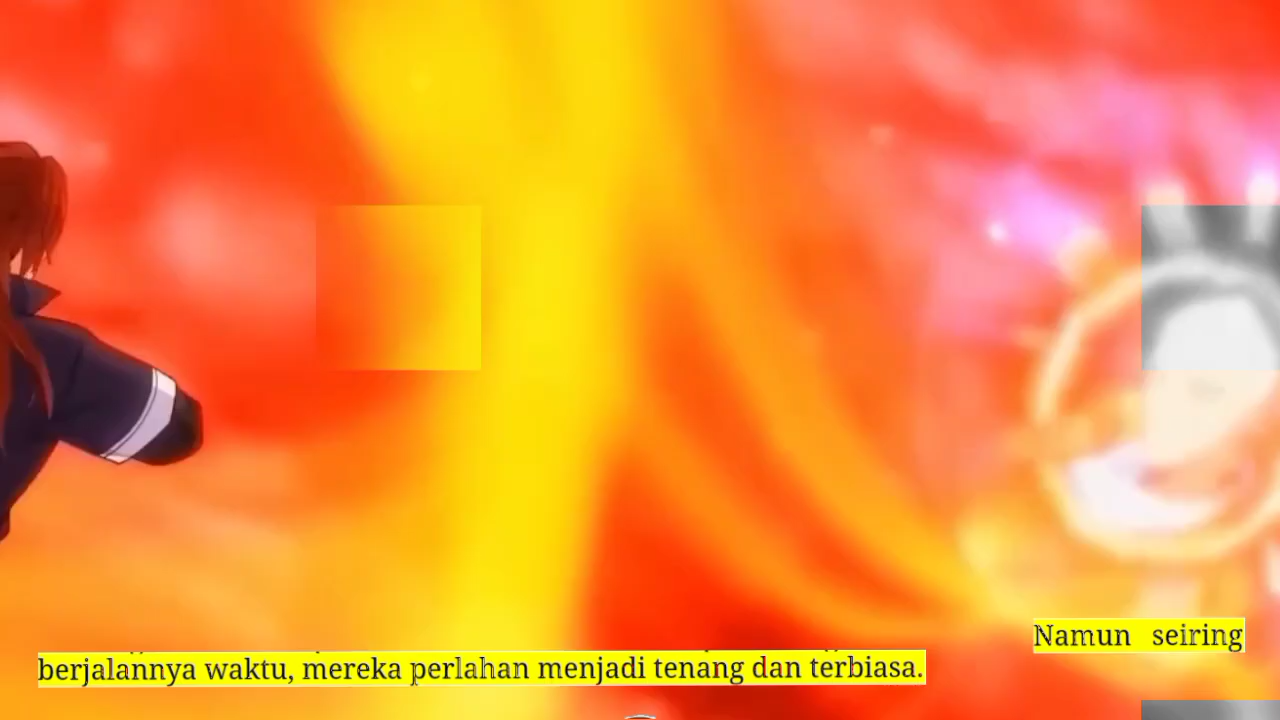 Namun seiring
berjalannya waktu, mereka perlahan menjadi tenang dan terbiasa.